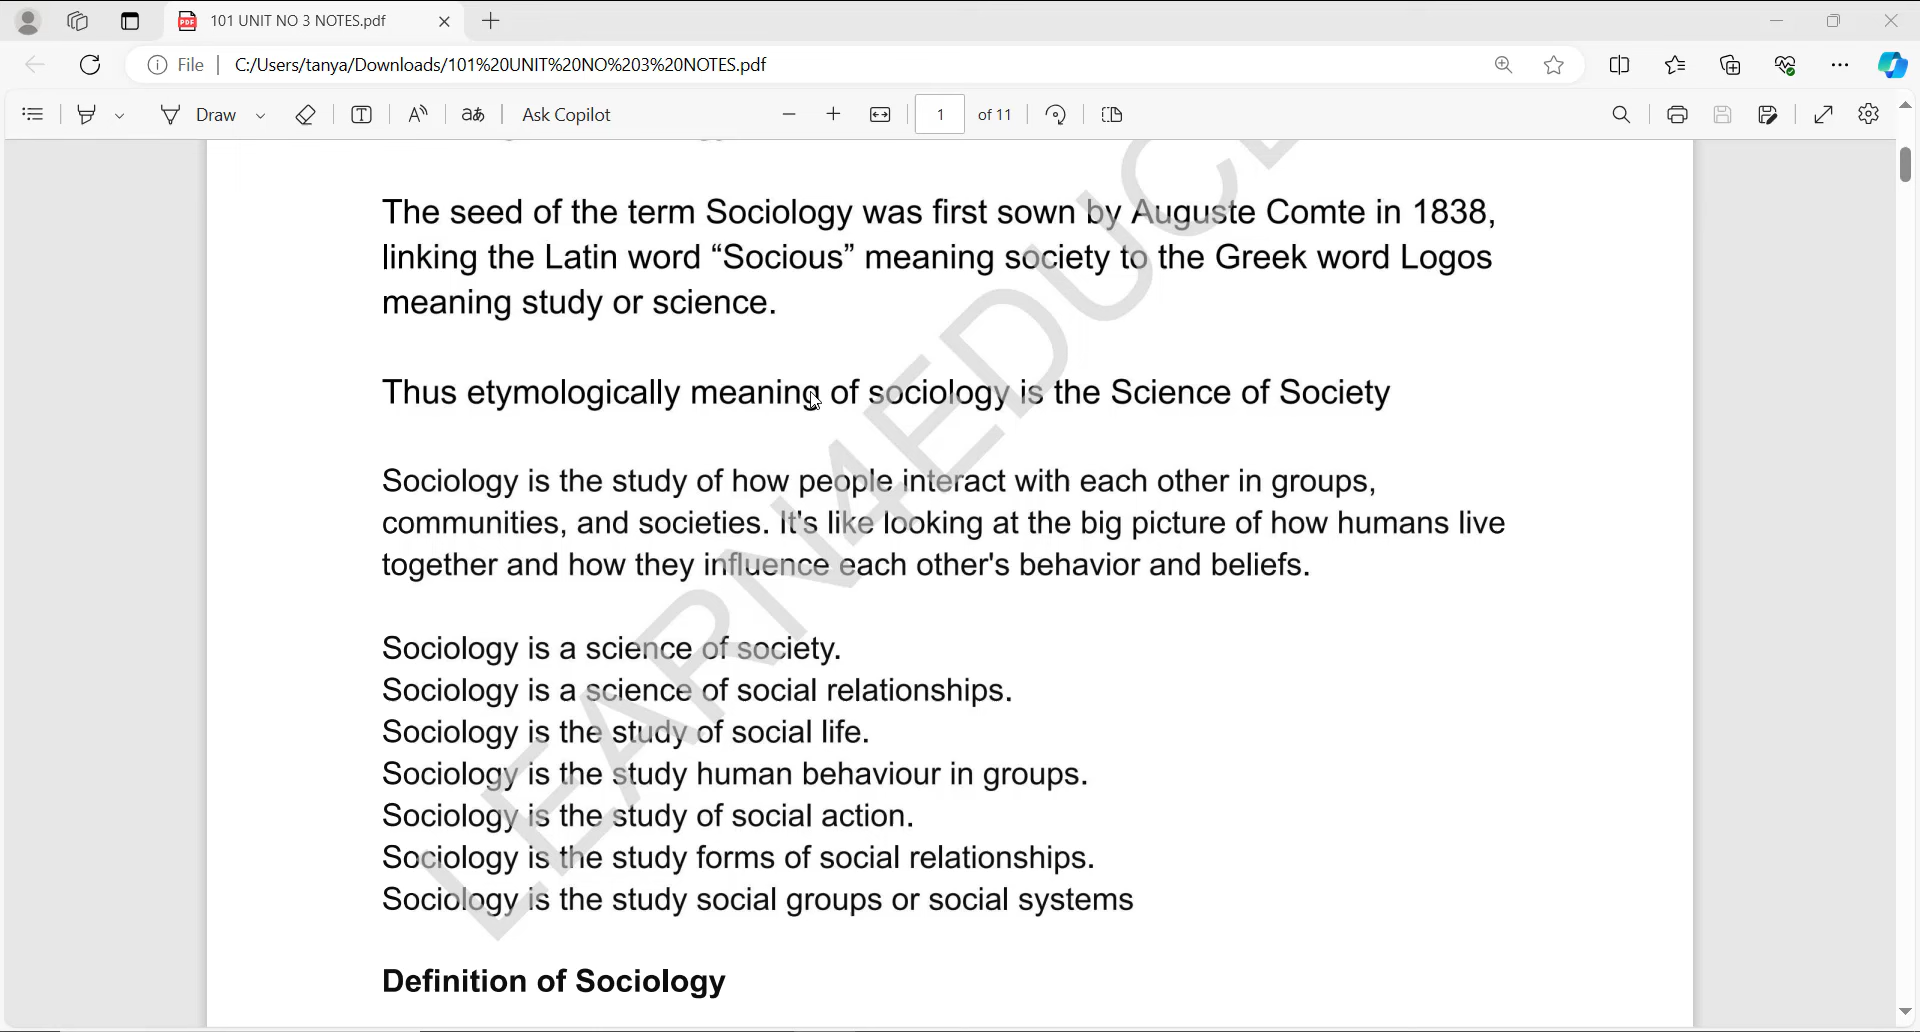 101 UNIT NO 3 NOTES.pdf
File
C:/Users/tanya/Downloads/101%20UNIT%20NO%203%20NOTES.pdf
Draw
aあ
Ask Copilot
1 of 11
The seed of the term Sociology was first sown by Auguste Comte in 1838,
linking the Latin word “Socious” meaning society to the Greek word Logos
meaning study or science.
Thus etymologically meaning of sociology is the Science of Society
Sociology is the study of how people interact with each other in groups,
communities, and societies. It's like looking at the big picture of how humans live
together and how they influence each other's behavior and beliefs.
Sociology is a science of society.
Sociology is a science of social relationships.
Sociology is the study of social life.
Sociology is the study human behaviour in groups.
Sociology is the study of social action.
Sociology is the study forms of social relationships.
Sociology is the study social groups or social systems
Definition of Sociology